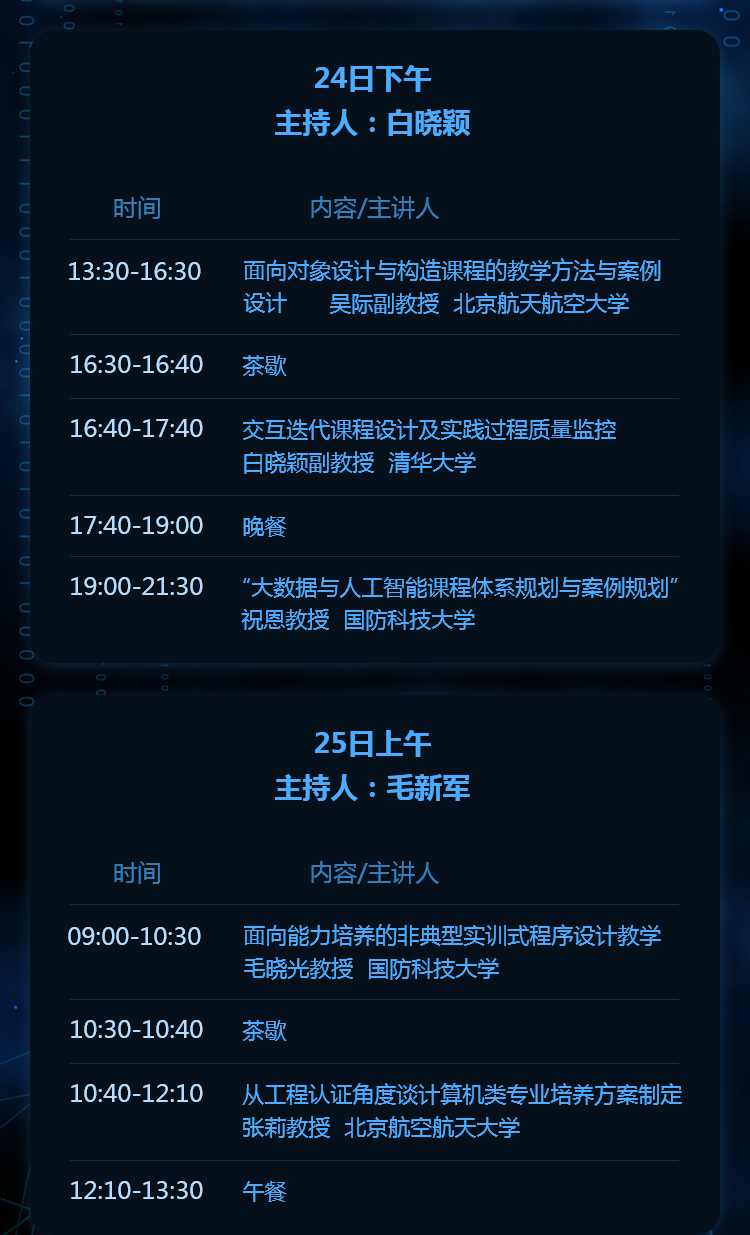 24日下午
主持人：白晓颖
时间 内容/主讲人
13:30-16:30 面向对象设计与构造课程的教学方法与案例
设计 吴际副教授 北京航天航空大学
16:30-16:40 茶歇
16:40-17:40 交互迭代课程设计及实践过程质量监控
白晓颖副教授 清华大学
17:40-19:00 晚餐
19:00-21:30 “大数据与人工智能课程体系规划与案例规划”
祝恩教授 国防科技大学
25日上午
主持人：毛新军
时间 内容/主讲人
09:00-10:30 面向能力培养的非典型实训式程序设计教学
毛晓光教授 国防科技大学
10:30-10:40 茶歇
10:40-12:10 从工程认证角度谈计算机类专业培养方案制定
张莉教授 北京航空航天大学
12:10-13:30 午餐